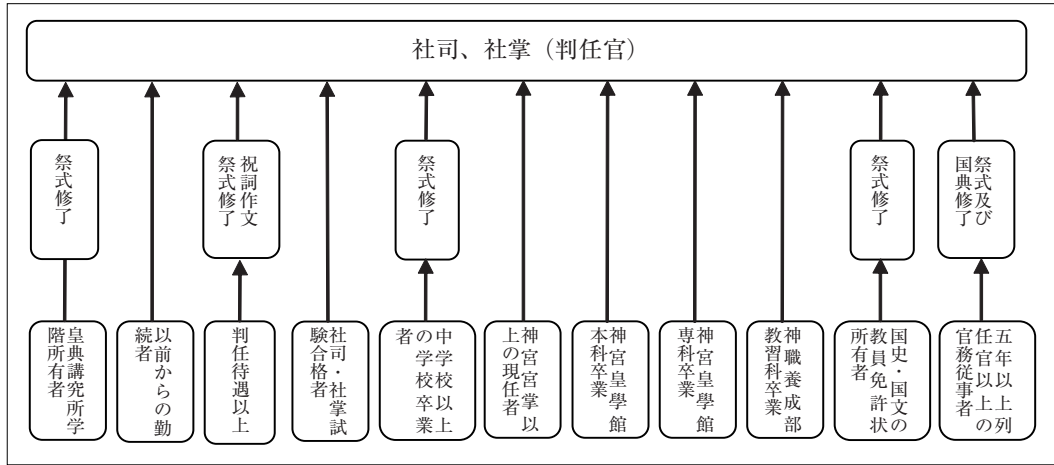 社司、社掌（判任官）
祭式修了
祝詞作文
祭式修了
祭式修了
祭式修了
祭式及び
国典修了
皇典講究所学
階所有者
以前からの勤
続者
判任待遇以上
社司・社掌試
験合格者
中学校以上
の学校卒業
者
神宮宮掌以
上の現任者
神宮皇學館
本科卒業
神宮皇學館
専科卒業
神職養成部
教習科卒業
国史・国文の
教員免許状
所有者
五年以上列
任官以上の
官務従事者